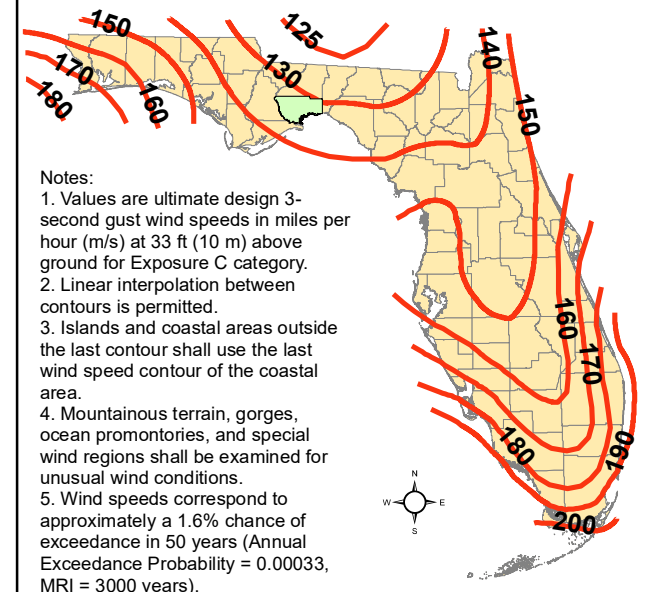 150
125
140
170
130
180
160
150
Notes:
1. Values are ultimate design 3-
second gust wind speeds in miles per
hour (m/s) at 33 ft (10 m) above
ground for Exposure C category.
2. Linear interpolation between
contours is permitted.
3. Islands and coastal areas outside
the last contour shall use the last
wind speed contour of the coastal
area.
4. Mountainous terrain, gorges,
ocean promontories, and special
wind regions shall be examined for
unusual wind conditions.
5. Wind speeds correspond to
approximately a 1.6% chance of
exceedance in 50 years (Annual
Exceedance Probability = 0.00033,
MRI = 3000 years).
160
170
180
190
200
N
W E
S